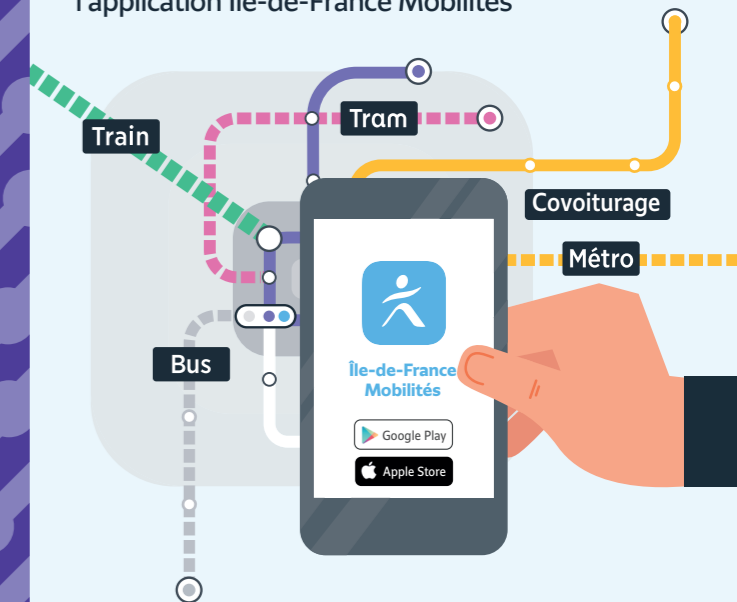 l'application Île-de-France Mobilités
Tram
Train
Covoiturage
Métro
Bus
Île-de-France
Mobilités
Google Play
Apple Store